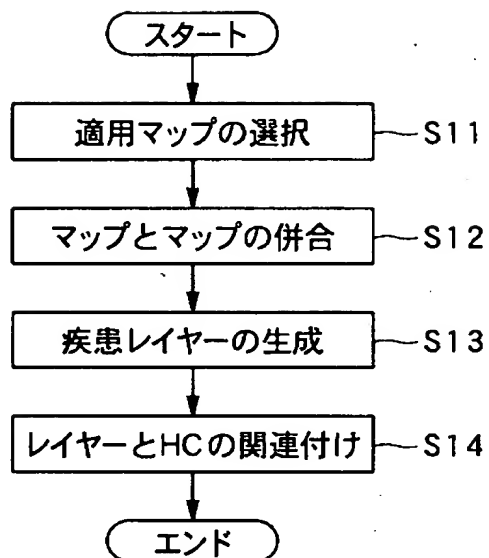 スタート
適用マップの選択 S11
マップとマップの併合 S12
疾患レイヤーの生成 S13
レイヤーとHCの関連付け S14
エンド